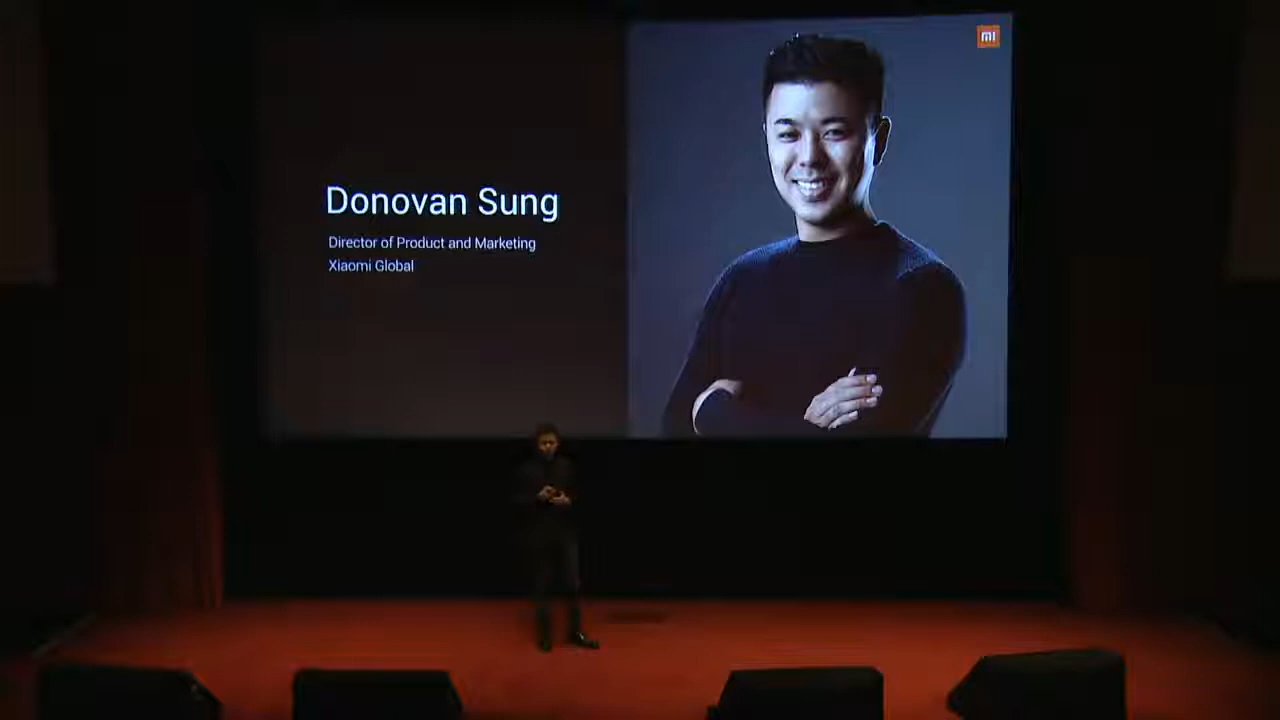 Donovan Sung
Director of Product and Marketing
Xiaomi Global
mi